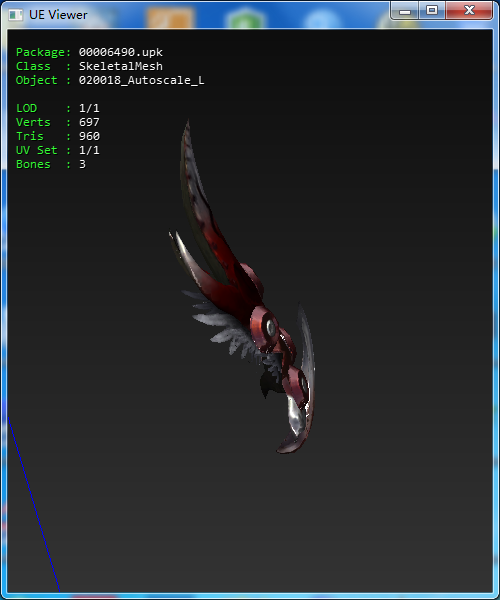 UE Viewer
Package: 00006490.upk
Class : SkeletalMesh
Object : 020018_Autoscale_L
LOD : 1/1
Verts : 697
Tris : 960
UV Set : 1/1
Bones : 3